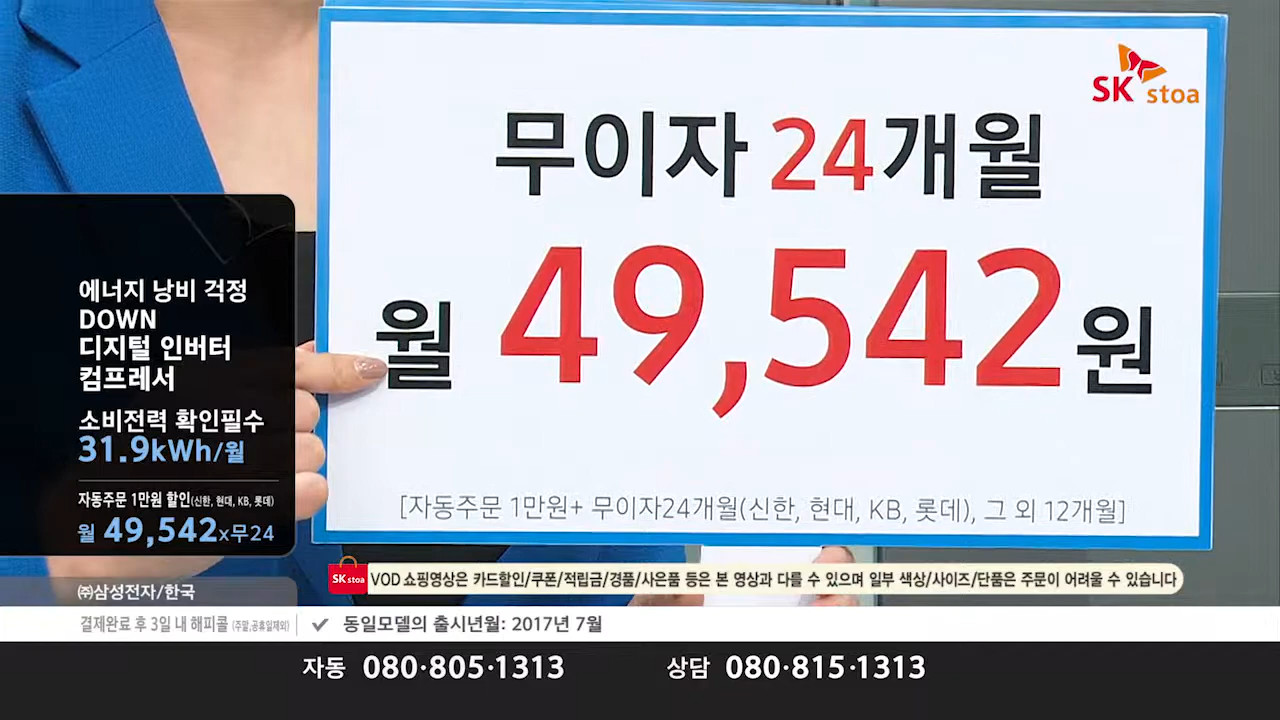 SK stoa
무이자 24개월
월 49,542원
[자동주문 1만원+ 무이자24개월(신한, 현대, KB, 롯데), 그 외 12개월]
에너지 낭비 걱정
DOWN
디지털 인버터
컴프레서
소비전력 확인필수
31.9kWh/월
자동주문 1만원 할인(신한, 현대, KB, 롯데)
월 49,542x무24
㈜삼성전자/한국
SK stoa VOD 쇼핑영상은 카드할인/쿠폰/적립금/경품/사은품 등은 본 영상과 다를 수 있으며 일부 색상/사이즈/단품은 주문이 어려울 수 있습니다
결제완료 후 3일 내 해피콜 (주말,공휴일제외) ✓ 동일모델의 출시년월: 2017년 7월
자동 080·805·1313 상담 080·815·1313